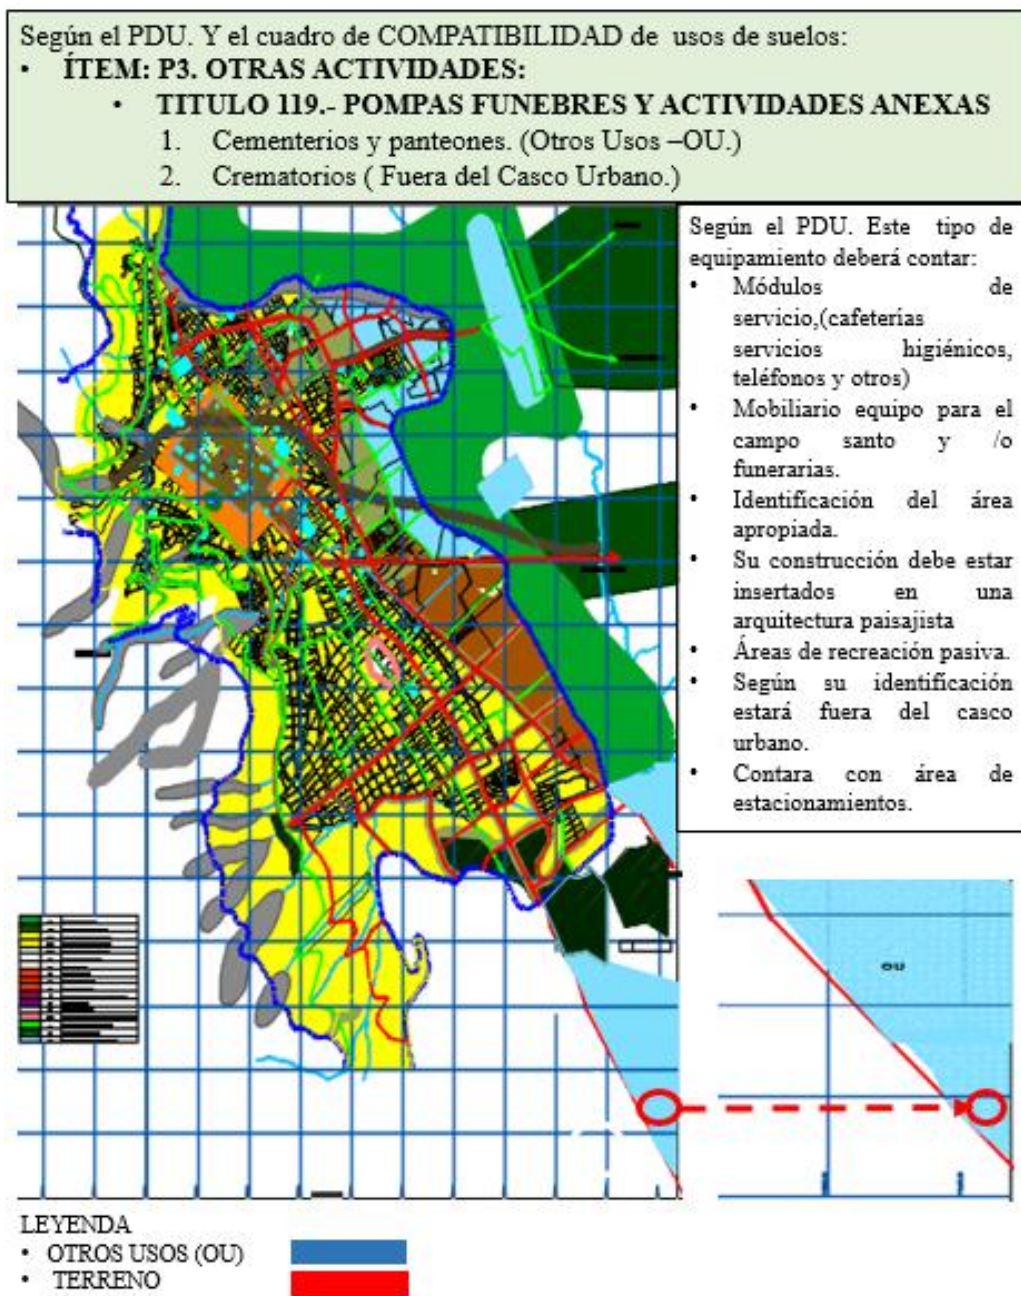 Según el PDU. Y el cuadro de COMPATIBILIDAD de usos de suelos:
• ÍTEM: P3. OTRAS ACTIVIDADES:
• TITULO 119.- POMPAS FUNEBRES Y ACTIVIDADES ANEXAS
1. Cementerios y panteones. (Otros Usos –OU.)
2. Crematorios ( Fuera del Casco Urbano.)
Según el PDU. Este tipo de
equipamiento deberá contar:
• Módulos de
servicio,(cafeterías
servicios higiénicos,
teléfonos y otros)
• Mobiliario equipo para el
campo santo y /o
funerarias.
• Identificación del área
apropiada.
• Su construcción debe estar
insertados en una
arquitectura paisajista
• Áreas de recreación pasiva.
• Según su identificación
estará fuera del casco
urbano.
• Contara con área de
estacionamientos.
OU
LEYENDA
• OTROS USOS (OU)
• TERRENO